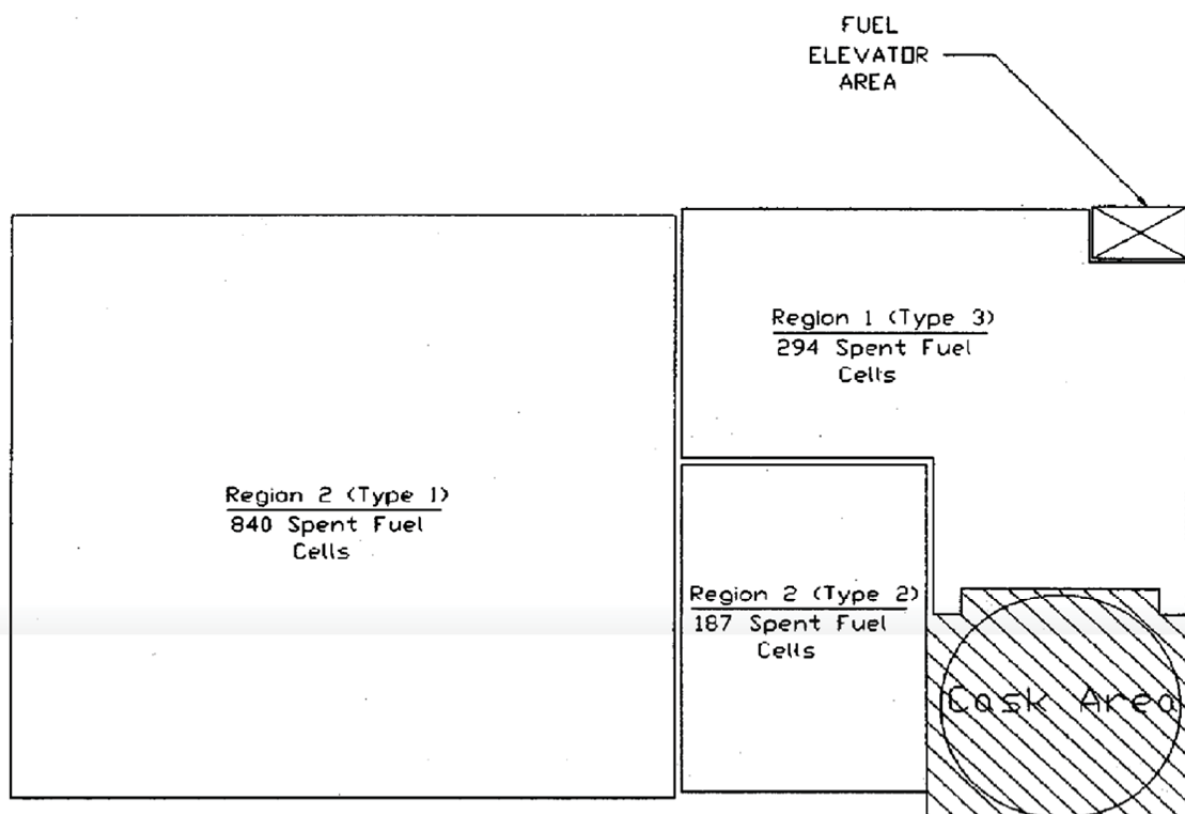 FUEL
ELEVATOR
AREA
Region 1 (Type 3)
294 Spent Fuel
Cells
Region 2 (Type 1)
840 Spent Fuel
Cells
Region 2 (Type 2)
187 Spent Fuel
Cells
Cask Area